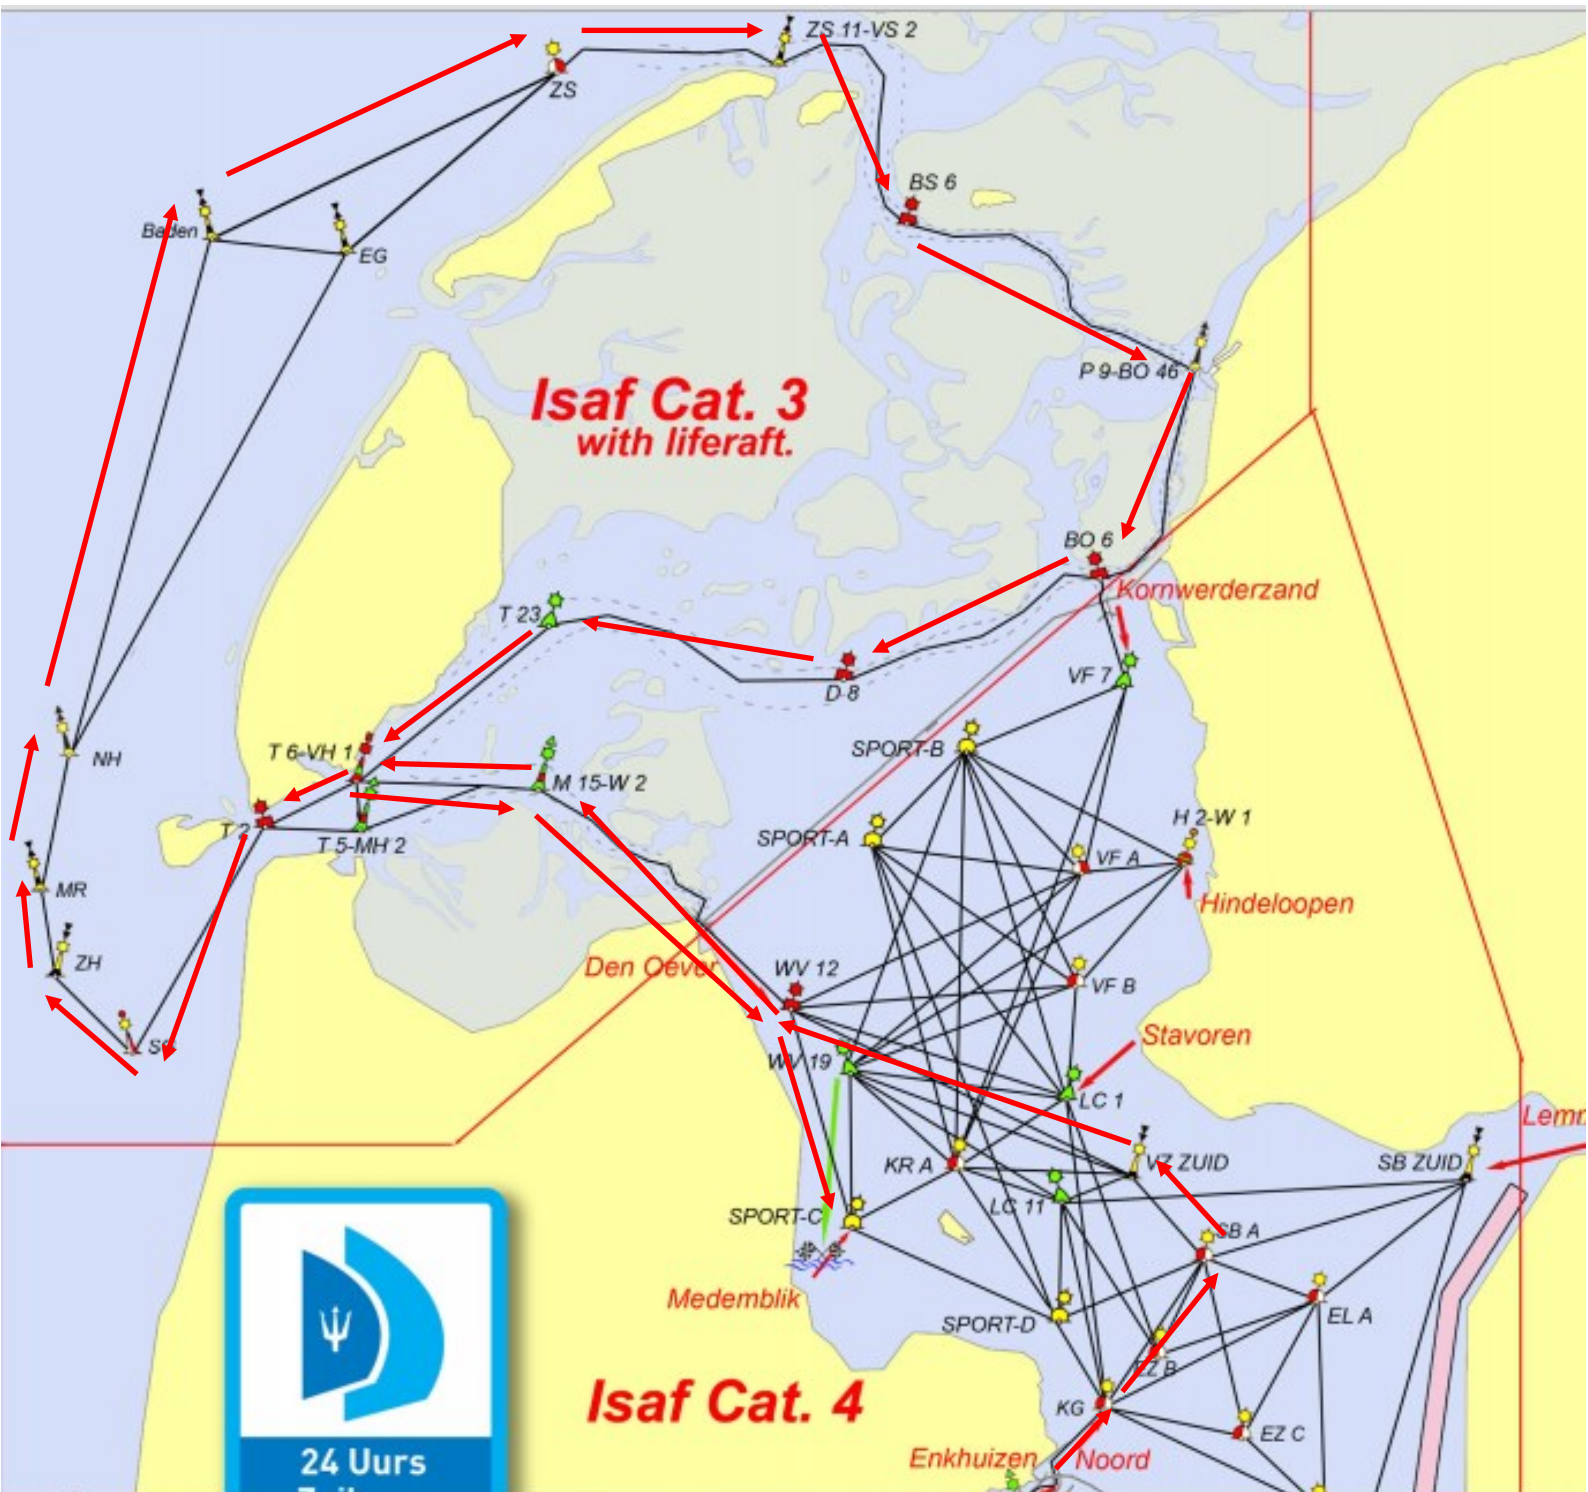 ZS 11-VS 2
ZS
BS 6
Baden
EG
P 9-BO 46
Isaf Cat. 3
with liferaft.
BO 6
Kornwerderzand
T 23
VF 7
D 8
SPORT-B
T 6-VH 1
NH
M 15-W 2
H 2-W 1
T 2
SPORT-A
T 5-MH 2
VF A
MR
Hindeloopen
ZH
Den Oever
WV 12
VF B
Stavoren
SG
WV 19
LC 1
KR A
VZ ZUID
SB ZUID
LC 11
SPORT-C
SB A
Medemblik
SPORT-D
EL A
EZ B
Isaf Cat. 4
KG
EZ C
Enkhuizen
Noord
24 Uurs